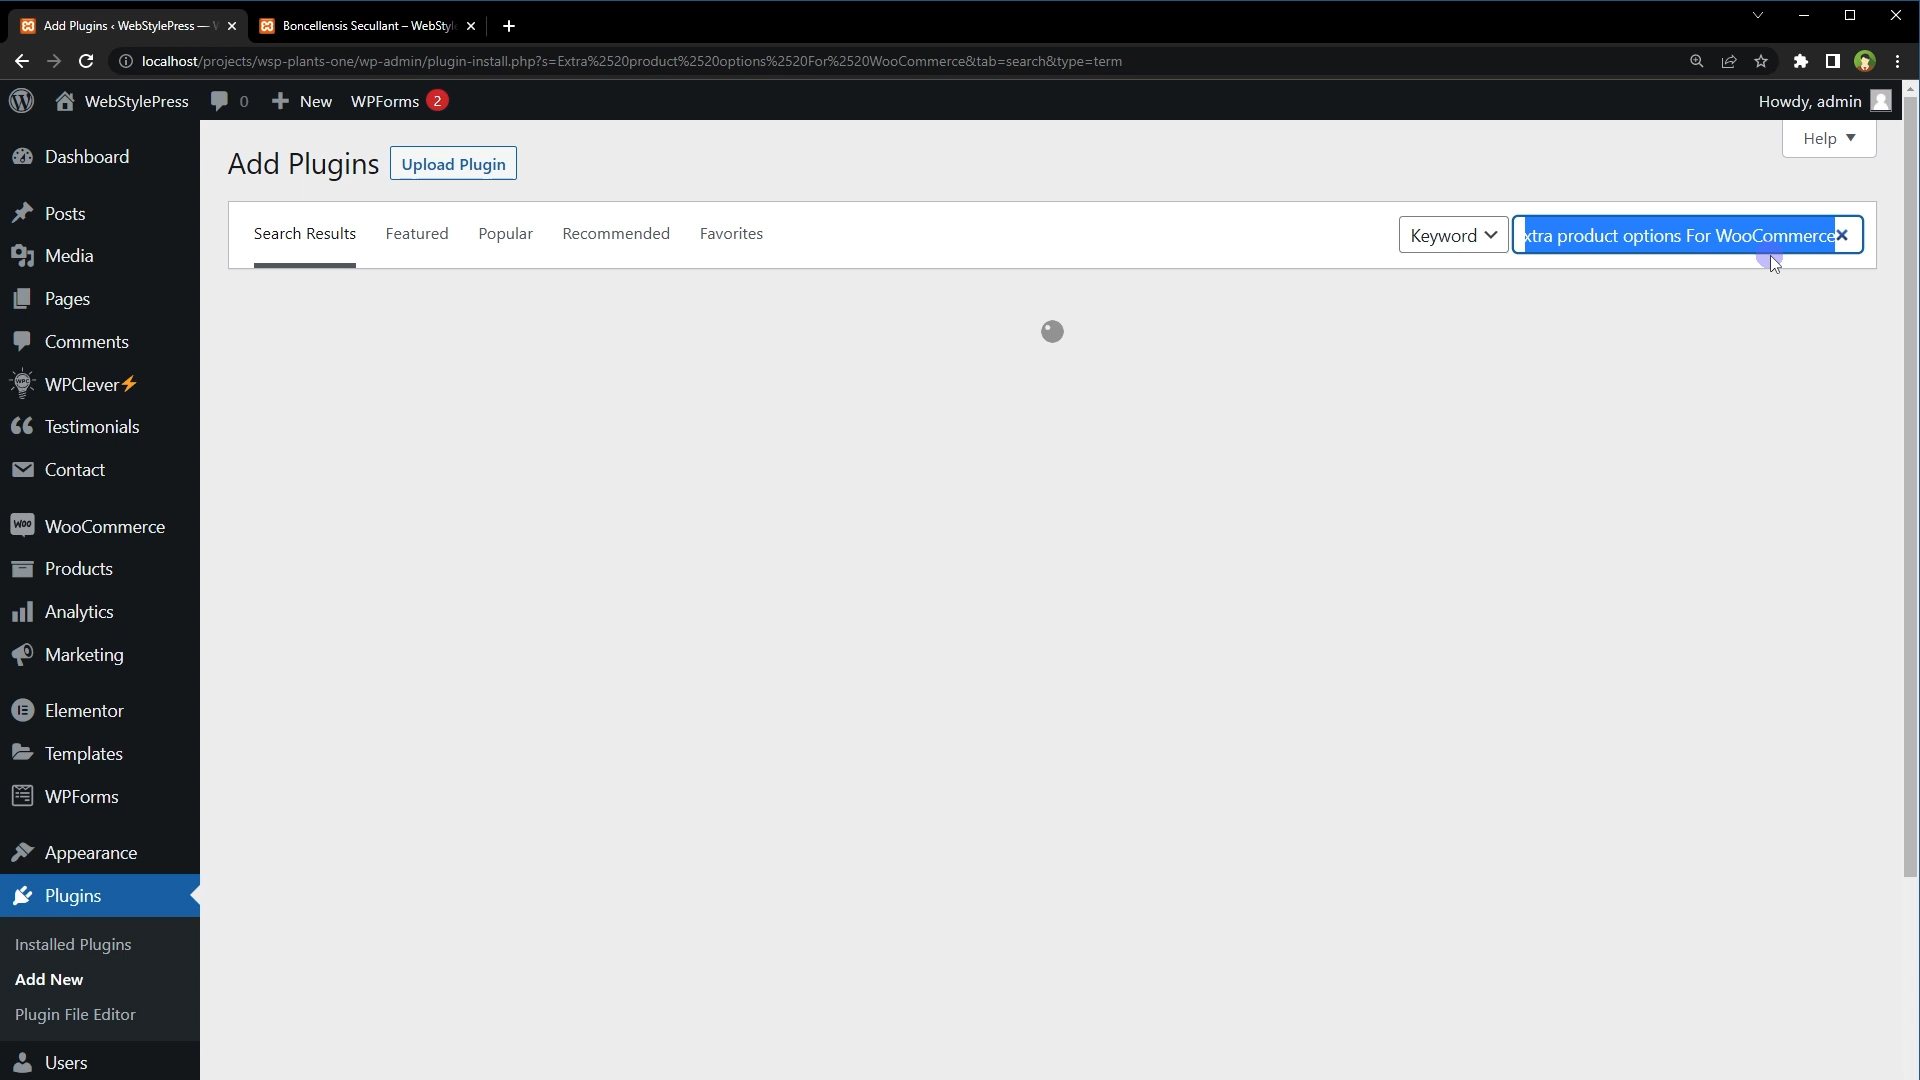 Add Plugins ‹ WebStylePress —
Boncellensis Secullant – WebStyle
localhost/projects/wsp-plants-one/wp-admin/plugin-install.php?s=Extra%2520product%2520options%2520For%2520WooCommerce&tab=search&type=term
WebStylePress
0
New
WPForms
2
Howdy, admin
Help
Dashboard
Posts
Media
Pages
Comments
WPClever
Testimonials
Contact
WooCommerce
Products
Analytics
Marketing
Elementor
Templates
WPForms
Appearance
Plugins
Installed Plugins
Add New
Plugin File Editor
Users
Add Plugins
Upload Plugin
Search Results
Featured
Popular
Recommended
Favorites
Keyword
xtra product options For WooCommerce